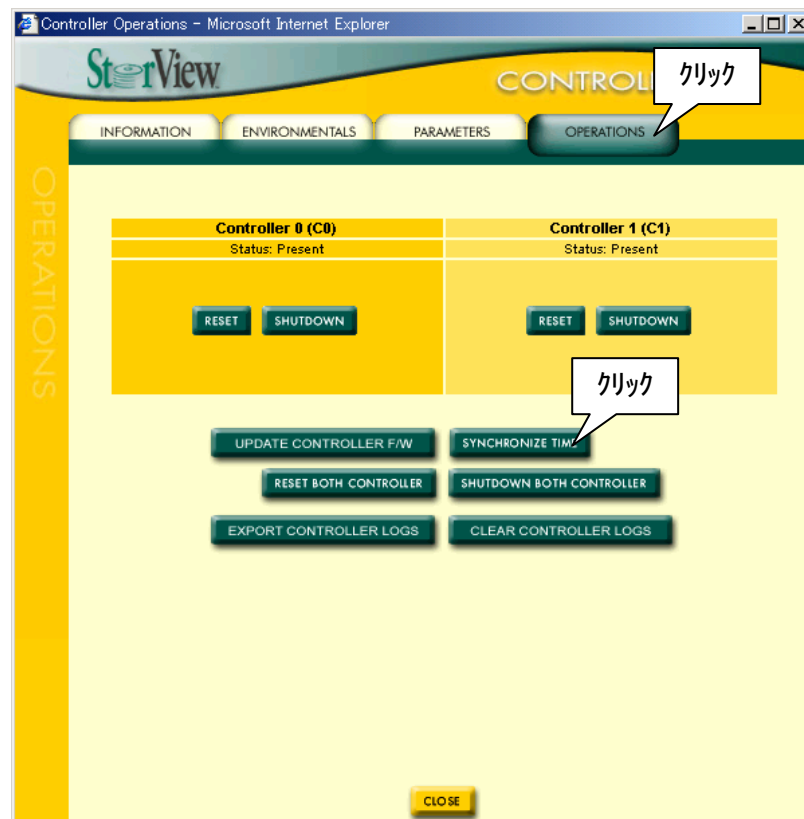 Controller Operations - Microsoft Internet Explorer
StorView
CONTROLL
クリック
INFORMATION ENVIRONMENTALS PARAMETERS OPERATIONS
OPERATIONS
Controller 0 (C0) Controller 1 (C1)
Status: Present Status: Present
RESET SHUTDOWN RESET SHUTDOWN
クリック
UPDATE CONTROLLER F/W SYNCHRONIZE TIME
RESET BOTH CONTROLLER SHUTDOWN BOTH CONTROLLER
EXPORT CONTROLLER LOGS CLEAR CONTROLLER LOGS
CLOSE